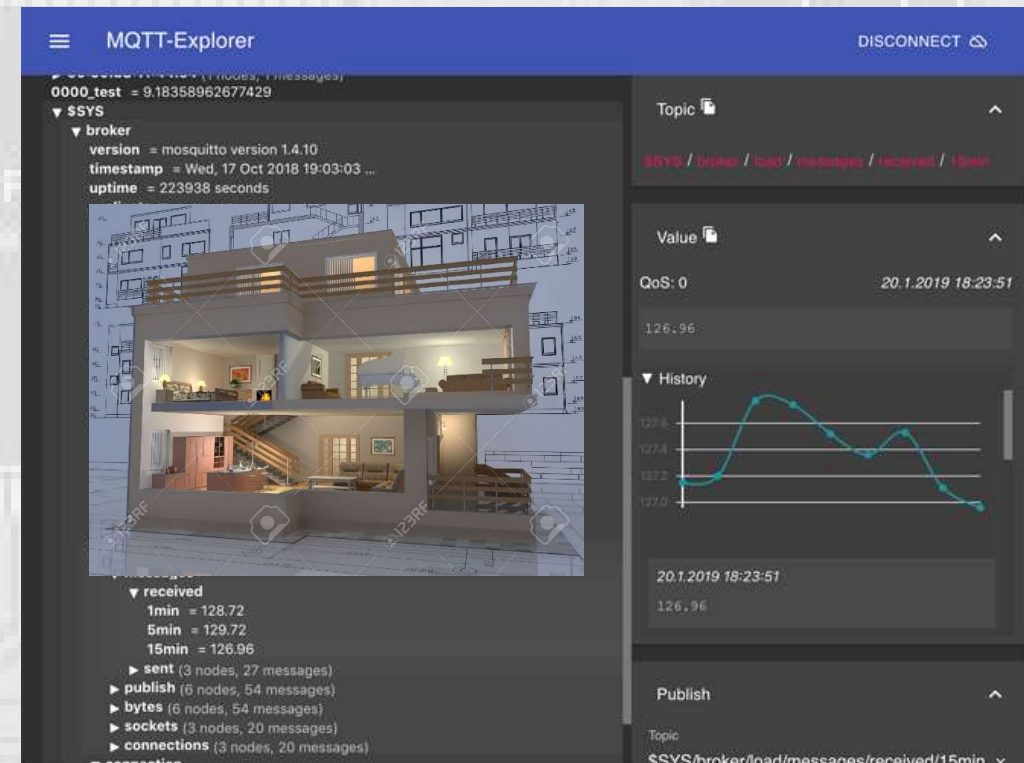 MQTT-Explorer
DISCONNECT
0000_test = 9.18358962677429
▼ $SYS
▼ broker
version = mosquitto version 1.4.10
timestamp = Wed, 17 Oct 2018 19:03:03 ...
uptime = 223938 seconds
123RF
123RF
123RF
123RF
▼ received
1min = 128.72
5min = 129.72
15min = 126.96
▶ sent (3 nodes, 27 messages)
▶ publish (6 nodes, 54 messages)
▶ bytes (6 nodes, 54 messages)
▶ sockets (3 nodes, 20 messages)
▶ connections (3 nodes, 20 messages)
Topic
$SYS / broker / load / messages / received / 15min
Value
QoS: 0 20.1.2019 18:23:51
126.96
▼ History
127.6
127.4
127.2
127.0
20.1.2019 18:23:51
126.96
Publish
Topic
$SYS/broker/load/messages/received/15min